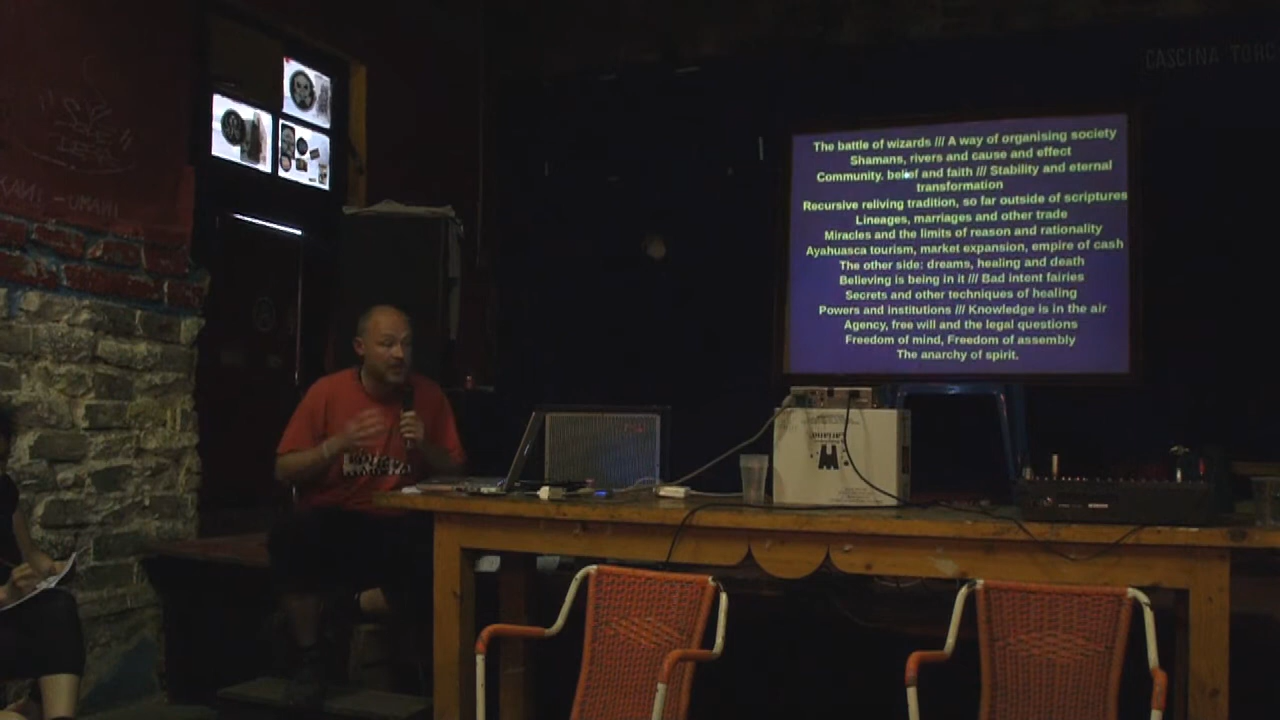 CASCINA TORC
The battle of wizards /// A way of organising society
Shamans, rivers and cause and effect
Community, belief and faith /// Stability and eternal
transformation
Recursive reliving tradition, so far outside of scriptures
Lineages, marriages and other trade
Miracles and the limits of reason and rationality
Ayahuasca tourism, market expansion, empire of cash
The other side: dreams, healing and death
Believing is being in it /// Bad intent fairies
Secrets and other techniques of healing
Powers and institutions /// Knowledge is in the air
Agency, free will and the legal questions
Freedom of mind, Freedom of assembly
The anarchy of spirit.